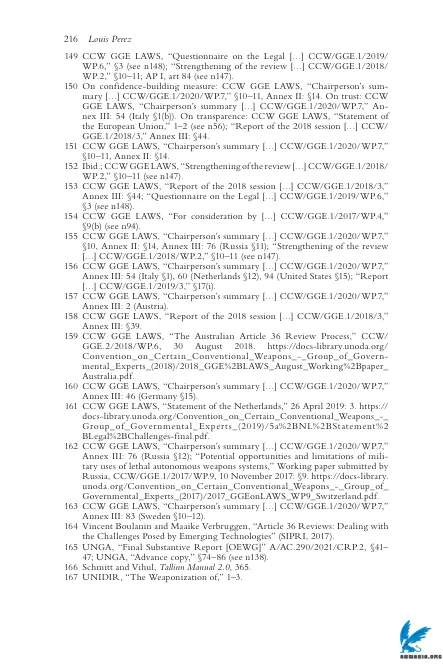 216 Louis Perez
149 CCW GGE LAWS, “Questionnaire on the Legal […] CCW/GGE.1/2019/
WP.6,” §3 (see n148); “Strengthening of the review […] CCW/GGE.1/2018/
WP.2,” §10–11; AP I, art 84 (see n147).
150 On confidence-building measure: CCW GGE LAWS, “Chairperson’s sum-
mary […] CCW/GGE.1/2020/WP.7,” §10–11, Annex II: §14. On trust: CCW
GGE LAWS, “Chairperson’s summary […] CCW/GGE.1/2020/WP.7,” An-
nex III: 54 (Italy §1(b)). On transparence: CCW GGE LAWS, “Statement of
the European Union,” 1–2 (see n56); “Report of the 2018 session […] CCW/
GGE.1/2018/3,” Annex III: §44.
151 CCW GGE LAWS, “Chairperson’s summary […] CCW/GGE.1/2020/WP.7,”
§10–11, Annex II: §14.
152 Ibid.; CCW GGE LAWS, “Strengthening of the review […] CCW/GGE.1/2018/
WP.2,” §10–11 (see n147).
153 CCW GGE LAWS, “Report of the 2018 session […] CCW/GGE.1/2018/3,”
Annex III: §44; “Questionnaire on the Legal […] CCW/GGE.1/2019/WP.6,”
§3 (see n148).
154 CCW GGE LAWS, “For consideration by […] CCW/GGE.1/2017/WP.4,”
§9(b) (see n94).
155 CCW GGE LAWS, “Chairperson’s summary […] CCW/GGE.1/2020/WP.7,”
§10, Annex II: §14, Annex III: 76 (Russia §11); “Strengthening of the review
[…] CCW/GGE.1/2018/WP.2,” §10–11 (see n147).
156 CCW GGE LAWS, “Chairperson’s summary […] CCW/GGE.1/2020/WP.7,”
Annex III: 54 (Italy §1), 60 (Netherlands §12), 94 (United States §15); “Report
[…] CCW/GGE.1/2019/3,” §17(i).
157 CCW GGE LAWS, “Chairperson’s summary […] CCW/GGE.1/2020/WP.7,”
Annex III: 2 (Austria).
158 CCW GGE LAWS, “Report of the 2018 session […] CCW/GGE.1/2018/3,”
Annex III: §39.
159 CCW GGE LAWS, “The Australian Article 36 Review Process,” CCW/
GGE.2/2018/WP.6, 30 August 2018. https://docs-library.unoda.org/
Convention_on_Certain_Conventional_Weapons_-_Group_of_Govern-
mental_Experts_(2018)/2018_GGE%2BLAWS_August_Working%2Bpaper_
Australia.pdf.
160 CCW GGE LAWS, “Chairperson’s summary […] CCW/GGE.1/2020/WP.7,”
Annex III: 46 (Germany §15).
161 CCW GGE LAWS, “Statement of the Netherlands,” 26 April 2019: 3. https://
docs-library.unoda.org/Convention_on_Certain_Conventional_Weapons_-_
Group_of_Governmental_Experts_(2019)/5a%2BNL%2BStatement%2
BLegal%2BChallenges-final.pdf.
162 CCW GGE LAWS, “Chairperson’s summary […] CCW/GGE.1/2020/WP.7,”
Annex III: 76 (Russia §12); “Potential opportunities and limitations of mili-
tary uses of lethal autonomous weapons systems,” Working paper submitted by
Russia, CCW/GGE.1/2017/WP.9, 10 November 2017: §9. https://docs-library.
unoda.org/Convention_on_Certain_Conventional_Weapons_-_Group_of_
Governmental_Experts_(2017)/2017_GGEonLAWS_WP9_Switzerland.pdf.
163 CCW GGE LAWS, “Chairperson’s summary […] CCW/GGE.1/2020/WP.7,”
Annex III: 83 (Sweden §10–12).
164 Vincent Boulanin and Maaike Verbruggen, “Article 36 Reviews: Dealing with
the Challenges Posed by Emerging Technologies” (SIPRI, 2017).
165 UNGA, “Final Substantive Report [OEWG]” A/AC.290/2021/CRP.2, §41–
47; UNGA, “Advance copy,” §74–86 (see n138).
166 Schmitt and Vihul, Tallinn Manual 2.0, 365.
167 UNIDIR, “The Weaponization of,” 1–3.